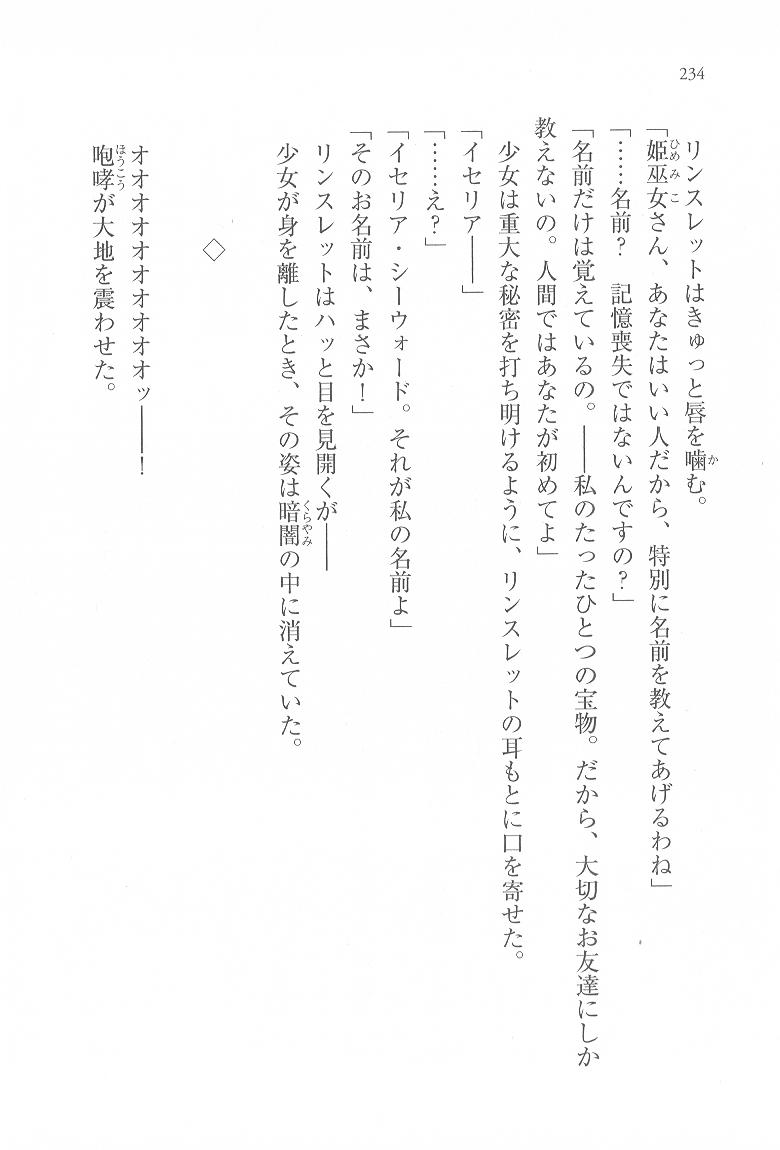 234
リンスレットはきゅっと唇を噛む。
「姫巫女さん、あなたはいい人だから、特別に名前を教えてあげるわね」
「……名前?　記憶喪失ではないんですの?」
「名前だけは覚えているの。――私のたったひとつの宝物。だから、大切なお友達にしか
教えないの。人間ではあなたが初めてよ」
少女は重大な秘密を打ち明けるように、リンスレットの耳もとに口を寄せた。
「イセリア――」
「……え?」
「イセリア・シーウォード。それが私の名前よ」
「そのお名前は、まさか!」
リンスレットはハッと目を見開くが――
少女が身を離したとき、その姿は暗闇の中に消えていた。
◇
オオオオオオオオオオッ――!
咆哮が大地を震わせた。